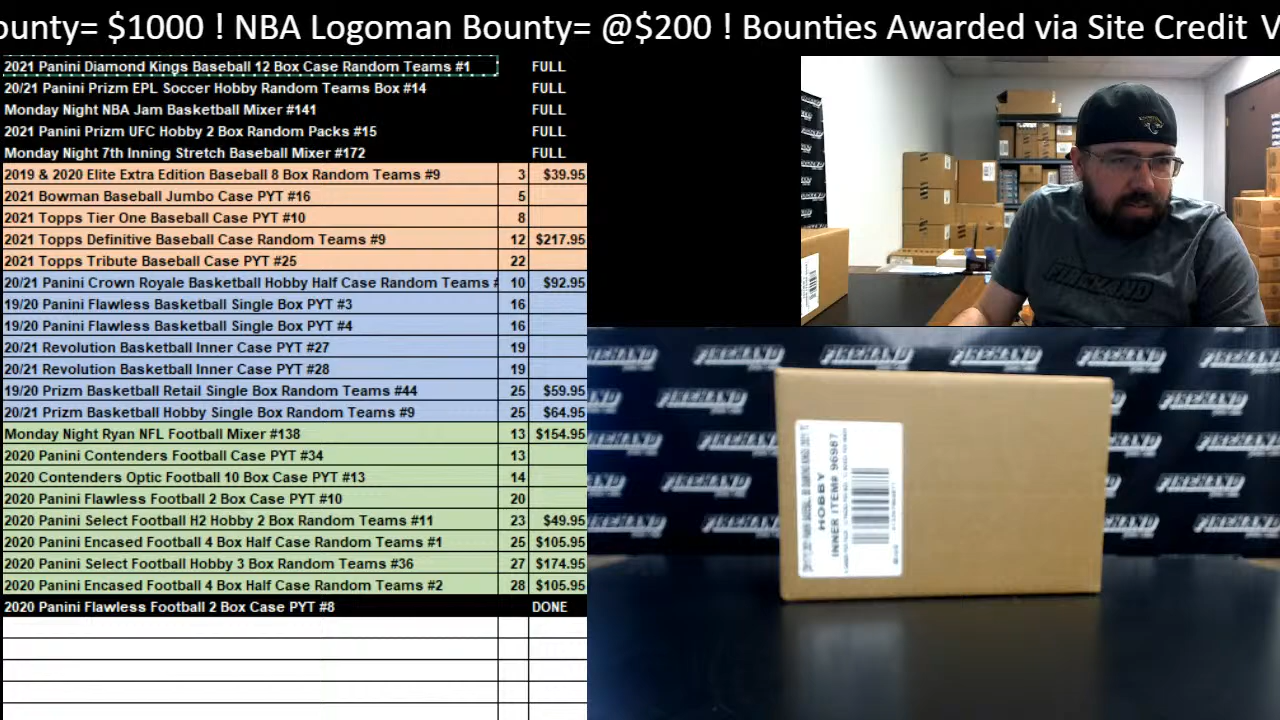 ounty= $1000 ! NBA Logoman Bounty= @$200 ! Bounties Awarded via Site Credit V
2021 Panini Diamond Kings Baseball 12 Box Case Random Teams #1 FULL
20/21 Panini Prizm EPL Soccer Hobby Random Teams Box #14 FULL
Monday Night NBA Jam Basketball Mixer #141 FULL
2021 Panini Prizm UFC Hobby 2 Box Random Packs #15 FULL
Monday Night 7th Inning Stretch Baseball Mixer #172 FULL
2019 & 2020 Elite Extra Edition Baseball 8 Box Random Teams #9 3 $39.95
2021 Bowman Baseball Jumbo Case PYT #16 5
2021 Topps Tier One Baseball Case PYT #10 8
2021 Topps Definitive Baseball Case Random Teams #9 12 $217.95
2021 Topps Tribute Baseball Case PYT #25 22
20/21 Panini Crown Royale Basketball Hobby Half Case Random Teams # 10 $92.95
19/20 Panini Flawless Basketball Single Box PYT #3 16
19/20 Panini Flawless Basketball Single Box PYT #4 16
20/21 Revolution Basketball Inner Case PYT #27 19
20/21 Revolution Basketball Inner Case PYT #28 19
19/20 Prizm Basketball Retail Single Box Random Teams #44 25 $59.95
20/21 Prizm Basketball Hobby Single Box Random Teams #9 25 $64.95
Monday Night Ryan NFL Football Mixer #138 13 $154.95
2020 Panini Contenders Football Case PYT #34 13
2020 Contenders Optic Football 10 Box Case PYT #13 14
2020 Panini Flawless Football 2 Box Case PYT #10 20
2020 Panini Select Football H2 Hobby 2 Box Random Teams #11 23 $49.95
2020 Panini Encased Football 4 Box Half Case Random Teams #1 25 $105.95
2020 Panini Select Football Hobby 3 Box Random Teams #36 27 $174.95
2020 Panini Encased Football 4 Box Half Case Random Teams #2 28 $105.95
2020 Panini Flawless Football 2 Box Case PYT #8 DONE
FIREHAND
HOBBY
INNER ITEM# 96987
FIREHAND
FIREHAND
FIREHAND
FIREHAND